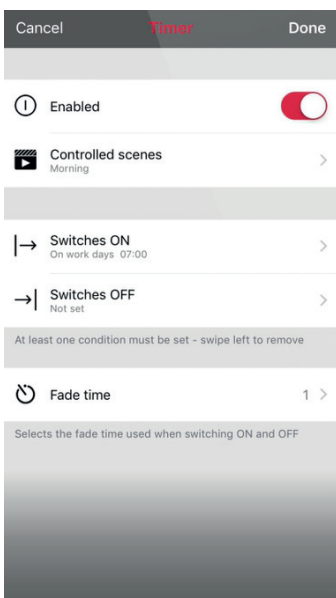 Cancel Timer Done
Enabled
Controlled scenes
Morning
Switches ON
On work days 07:00
Switches OFF
Not set
At least one condition must be set - swipe left to remove
Fade time 1
Selects the fade time used when switching ON and OFF